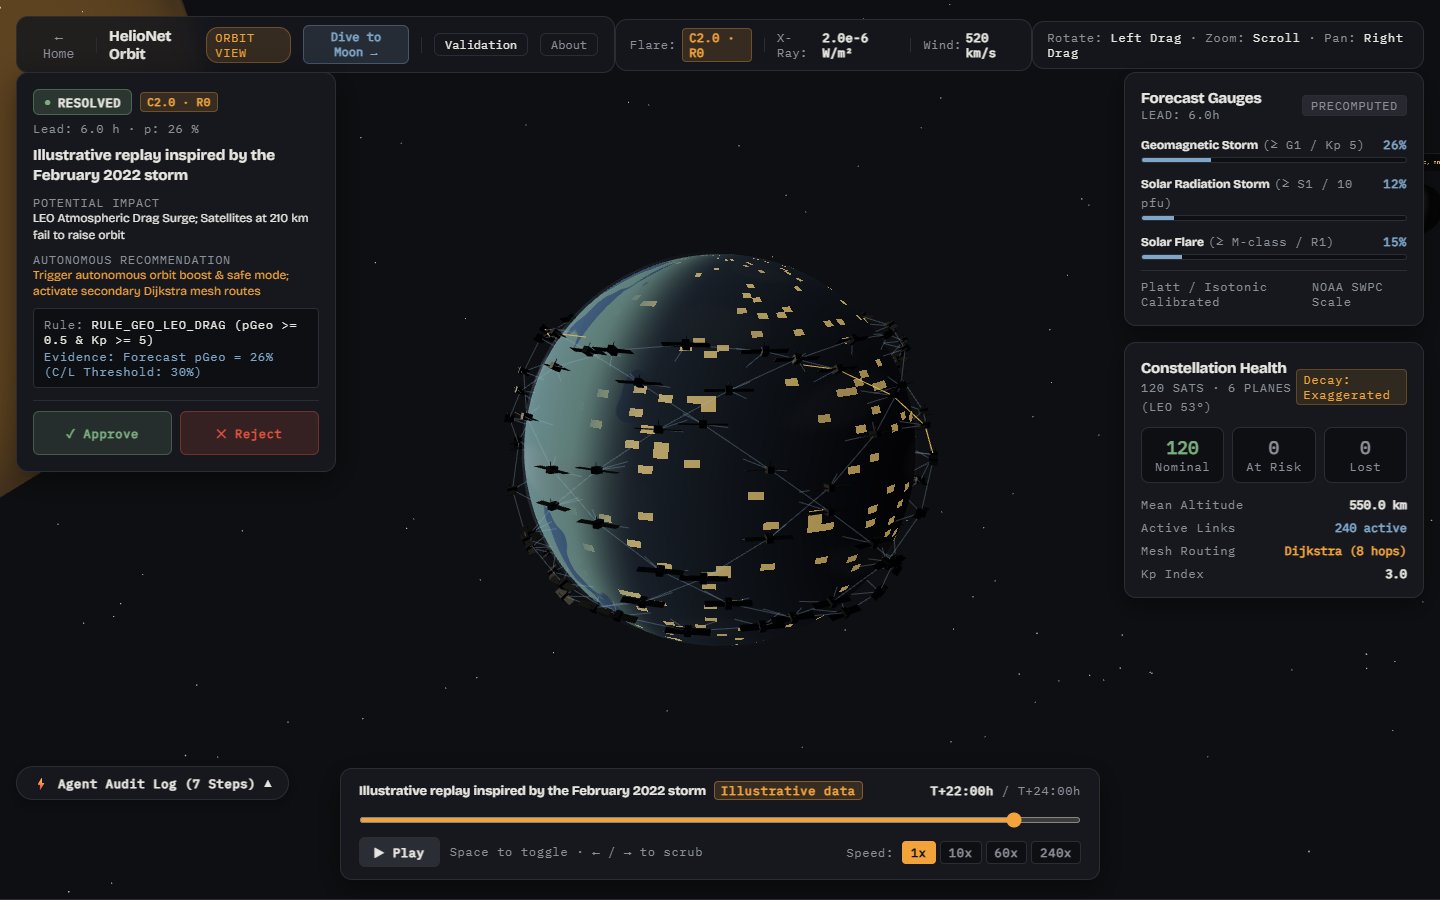 ← Home
HelioNet Orbit
ORBIT VIEW
Dive to Moon →
Validation
About
Flare: C2.0 · R0
X-Ray: 2.0e-6 W/m²
Wind: 520 km/s
Rotate: Left Drag · Zoom: Scroll · Pan: Right Drag
● RESOLVED
C2.0 · R0
Lead: 6.0 h · p: 26 %
Illustrative replay inspired by the
February 2022 storm
POTENTIAL IMPACT
LEO Atmospheric Drag Surge; Satellites at 210 km
fail to raise orbit
AUTONOMOUS RECOMMENDATION
Trigger autonomous orbit boost & safe mode;
activate secondary Dijkstra mesh routes
Rule: RULE_GEO_LEO_DRAG (pGeo >=
0.5 & Kp >= 5)
Evidence: Forecast pGeo = 26%
(C/L Threshold: 30%)
✓ Approve
✕ Reject
Forecast Gauges
LEAD: 6.0h
PRECOMPUTED
Geomagnetic Storm (≥ G1 / Kp 5) 26%
Solar Radiation Storm (≥ S1 / 10 12%
pfu)
Solar Flare (≥ M-class / R1) 15%
Platt / Isotonic
Calibrated
NOAA SWPC
Scale
Constellation Health
120 SATS · 6 PLANES
(LEO 53°)
Decay:
Exaggerated
120
Nominal
0
At Risk
0
Lost
Mean Altitude 550.0 km
Active Links 240 active
Mesh Routing Dijkstra (8 hops)
Kp Index 3.0
Agent Audit Log (7 Steps) ▲
Illustrative replay inspired by the February 2022 storm
Illustrative data
T+22:00h / T+24:00h
▶ Play
Space to toggle · ← / → to scrub
Speed: 1x 10x 60x 240x